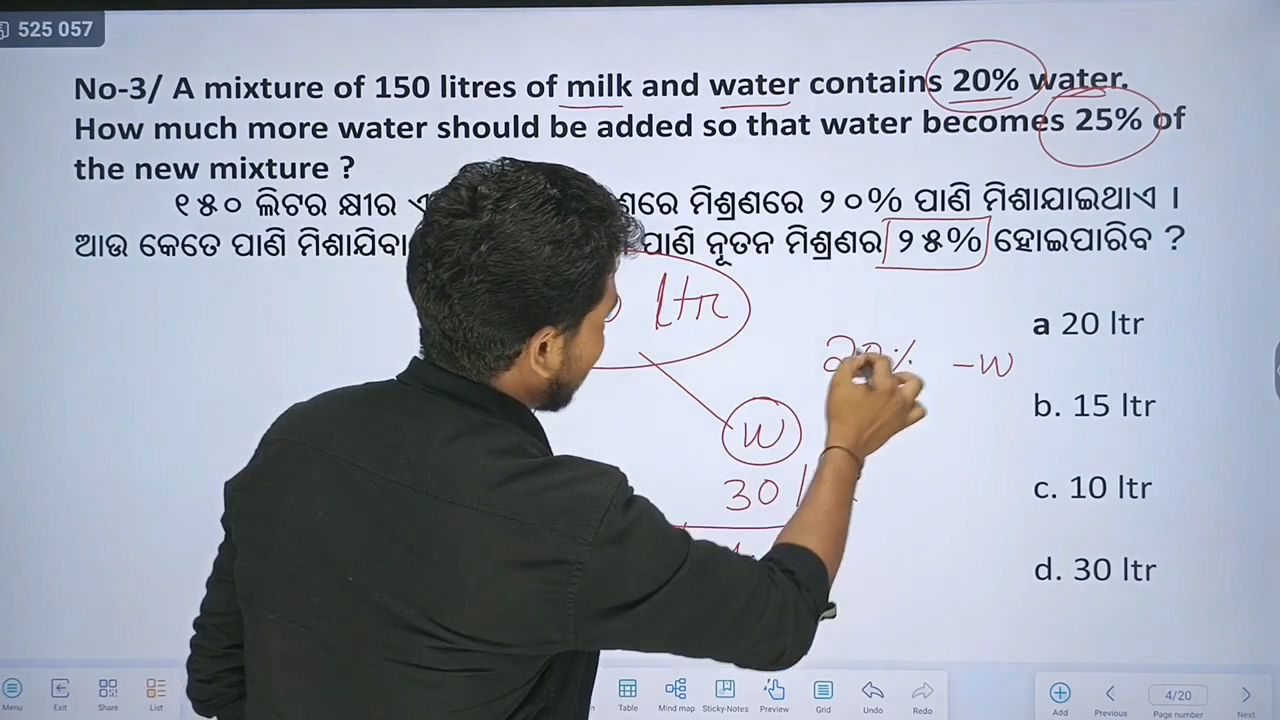 525 057
No-3/ A mixture of 150 litres of milk and water contains 20% water.
How much more water should be added so that water becomes 25% of
the new mixture ?
୧୫୦ ଲିଟର କ୍ଷୀର ମିଶ୍ରଣରେ ୨୦% ପାଣି ମିଶାଯାଇଥାଏ ।
ଆଉ କେତେ ପାଣି ମିଶାଯିବା ପାଣି ନୂତନ ମିଶ୍ରଣର ୨୫% ହୋଇପାରିବ ?
ltr
20% -W
W
30
a 20 ltr
b. 15 ltr
c. 10 ltr
d. 30 ltr
Menu Exit Share List Table Mind map Sticky-Notes Preview Grid Undo Redo Add Previous 4/20 Page number Next